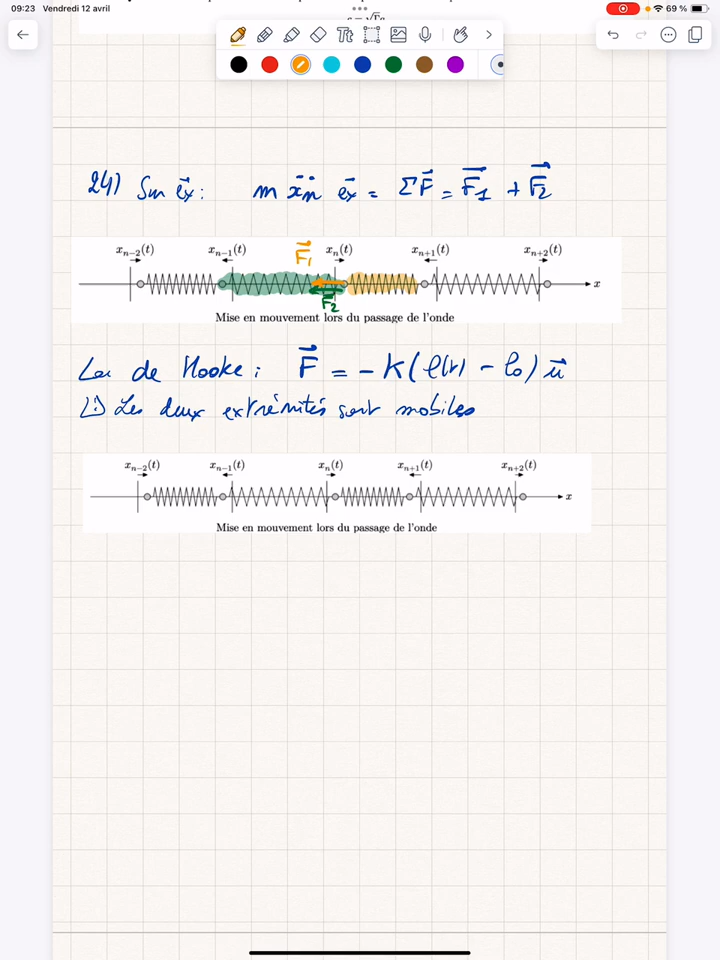 09:23 Vendredi 12 avril
69 %
24) Sur e⃗x : m ẍn e⃗x = ΣF⃗ = F⃗1 + F⃗2
xn−2(t) xn−1(t) F⃗1 xn(t) xn+1(t) xn+2(t)
x
F⃗2
Mise en mouvement lors du passage de l'onde
Loi de Hooke : F⃗ = −K(l(t) − l0) u⃗
⚠ Les deux extrémités sont mobiles
xn−2(t) xn−1(t) xn(t) xn+1(t) xn+2(t)
x
Mise en mouvement lors du passage de l'onde